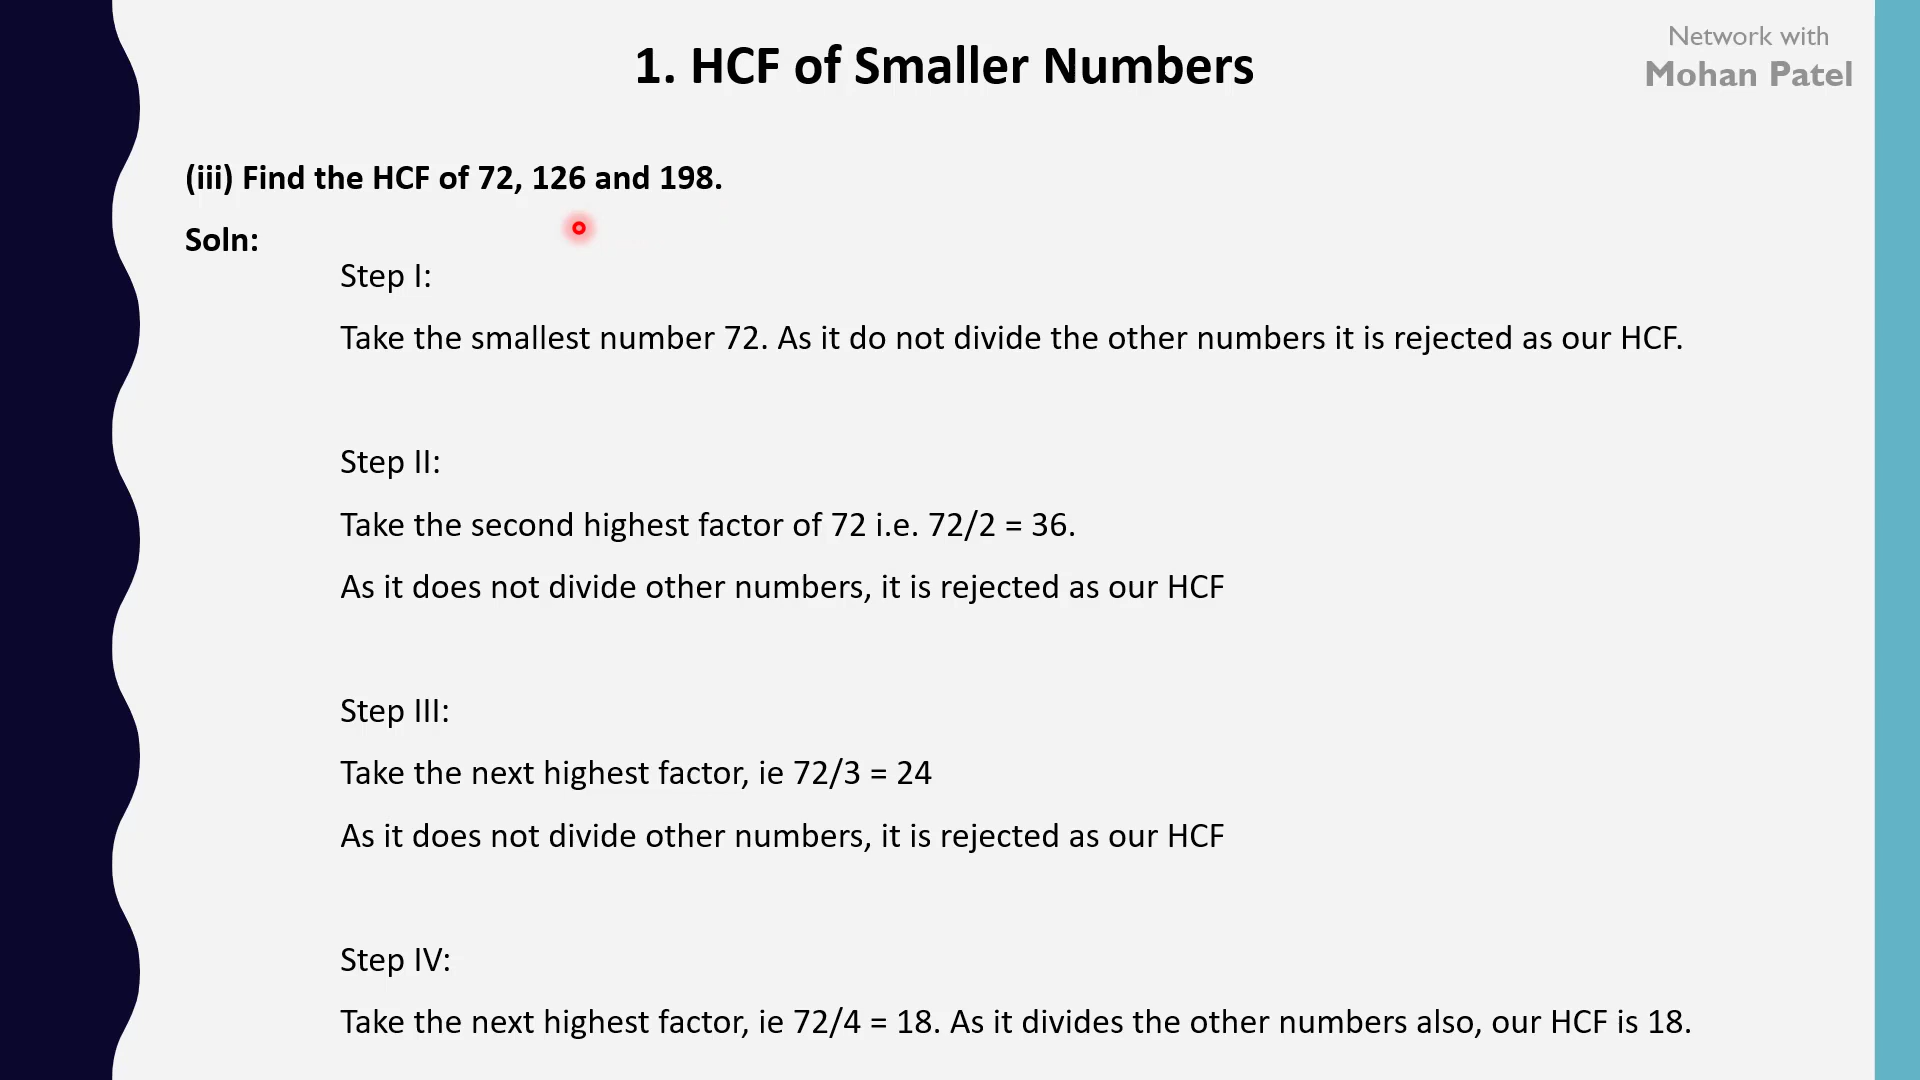 1. HCF of Smaller Numbers
Network with
Mohan Patel
(iii) Find the HCF of 72, 126 and 198.
Soln:
Step I:
Take the smallest number 72. As it do not divide the other numbers it is rejected as our HCF.
Step II:
Take the second highest factor of 72 i.e. 72/2 = 36.
As it does not divide other numbers, it is rejected as our HCF
Step III:
Take the next highest factor, ie 72/3 = 24
As it does not divide other numbers, it is rejected as our HCF
Step IV:
Take the next highest factor, ie 72/4 = 18. As it divides the other numbers also, our HCF is 18.